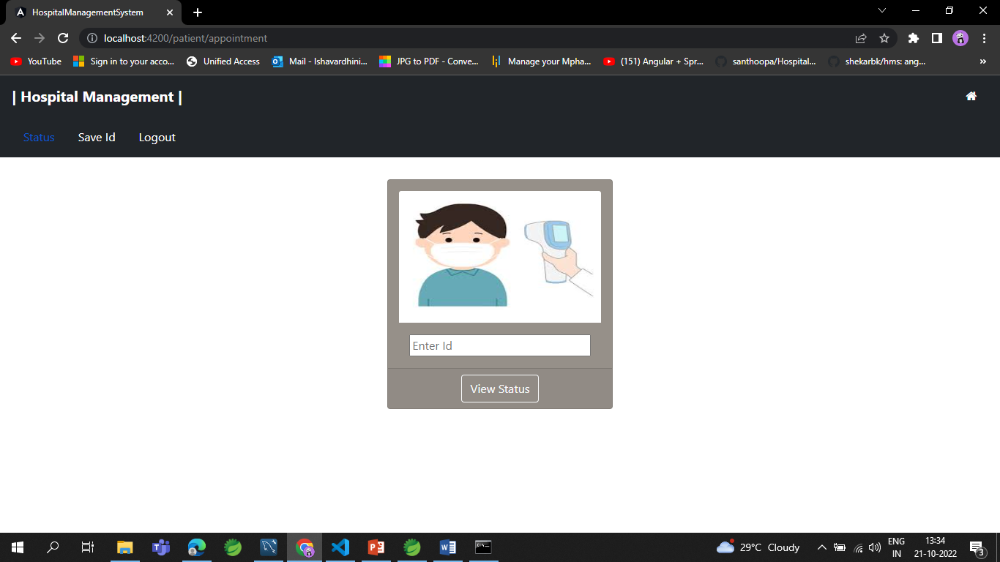 HospitalManagementSystem
localhost:4200/patient/appointment
YouTube
Sign in to your acco...
Unified Access
Mail - Ishavardhini...
JPG to PDF - Conve...
Manage your Mpha...
(151) Angular + Spr...
santhoopa/Hospital...
shekarbk/hms: ang...
»
| Hospital Management |
Status Save Id Logout
Enter Id
View Status
29°C Cloudy
ENG
IN
13:34
21-10-2022
3